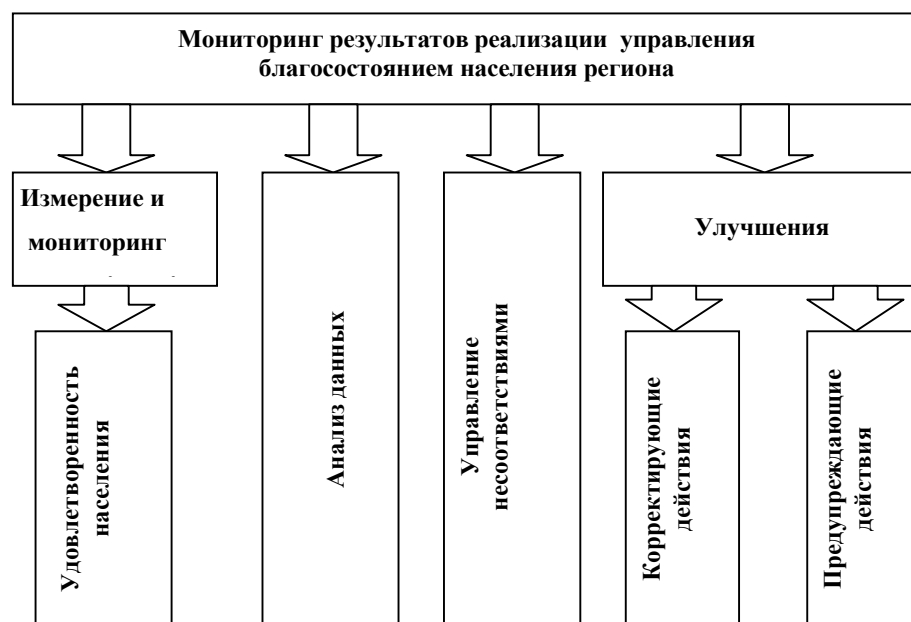 Мониторинг результатов реализации управления
благосостоянием населения региона
Измерение и
мониторинг
Улучшения
Удовлетворенность
населения
Анализ данных
Управление
несоответствиями
Корректирующие
действия
Предупреждающие
действия